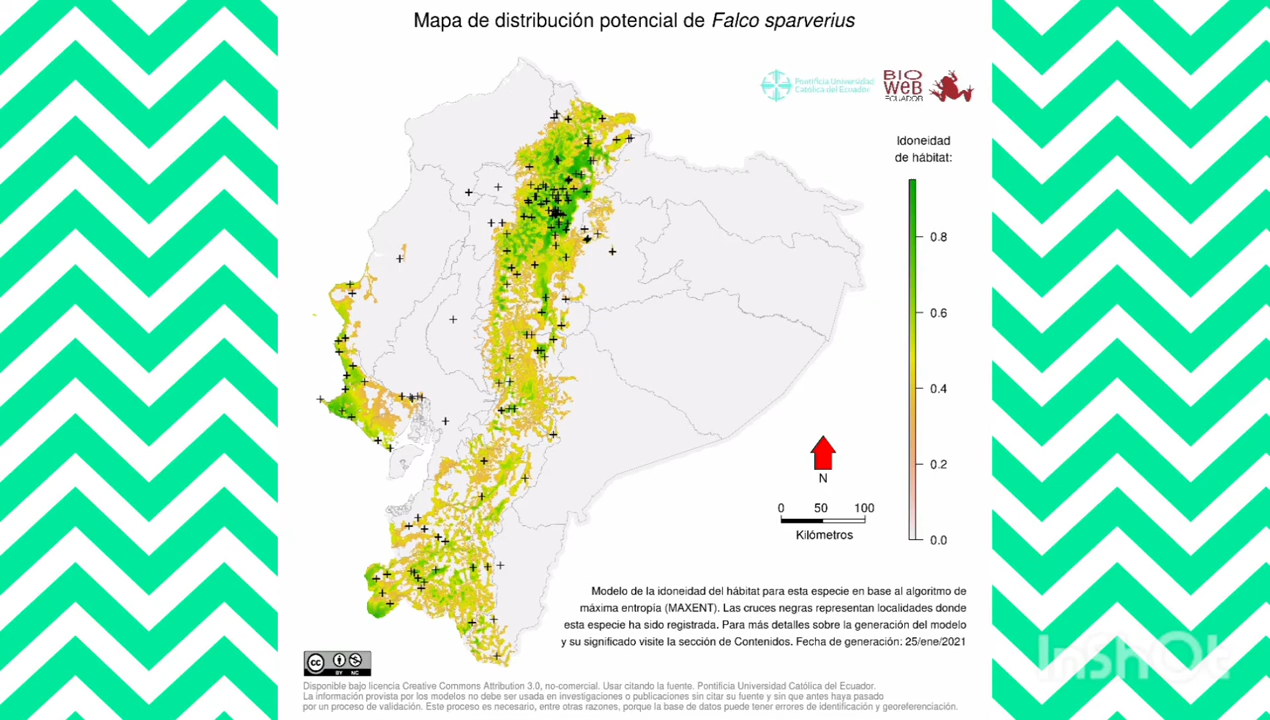 Mapa de distribución potencial de Falco sparverius
Pontificia Universidad
Católica del Ecuador
BIO
WEB
ECUADOR
Idoneidad
de hábitat:
0.8
0.6
0.4
0.2
0.0
N
0 50 100
Kilómetros
Modelo de la idoneidad del hábitat para esta especie en base al algoritmo de
máxima entropía (MAXENT). Las cruces negras representan localidades donde
esta especie ha sido registrada. Para más detalles sobre la generación del modelo
y su significado visite la sección de Contenidos. Fecha de generación: 25/ene/2021
cc
BY NC
Disponible bajo licencia Creative Commons Attribution 3.0, no-comercial. Usar citando la fuente. Pontificia Universidad Católica del Ecuador.
La información provista por los modelos no debe ser usada en investigaciones o publicaciones sin citar su fuente y sin que antes haya pasado
por un proceso de validación. Este proceso es necesario, entre otras razones, porque la base de datos puede tener errores de identificación y georeferenciación.
InShOt